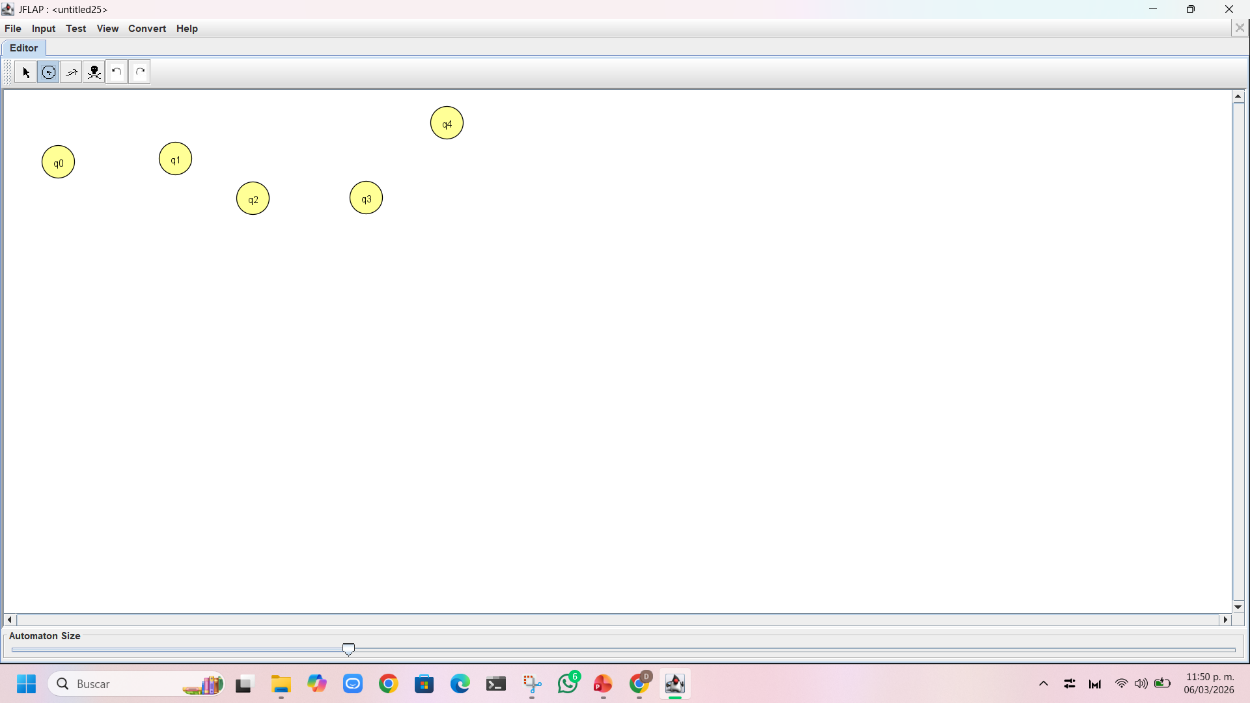 JFLAP : <untitled25>
File Input Test View Convert Help
Editor
q4
q0
q1
q2
q3
Automaton Size
Buscar
6
D
11:50 p. m.
06/03/2026